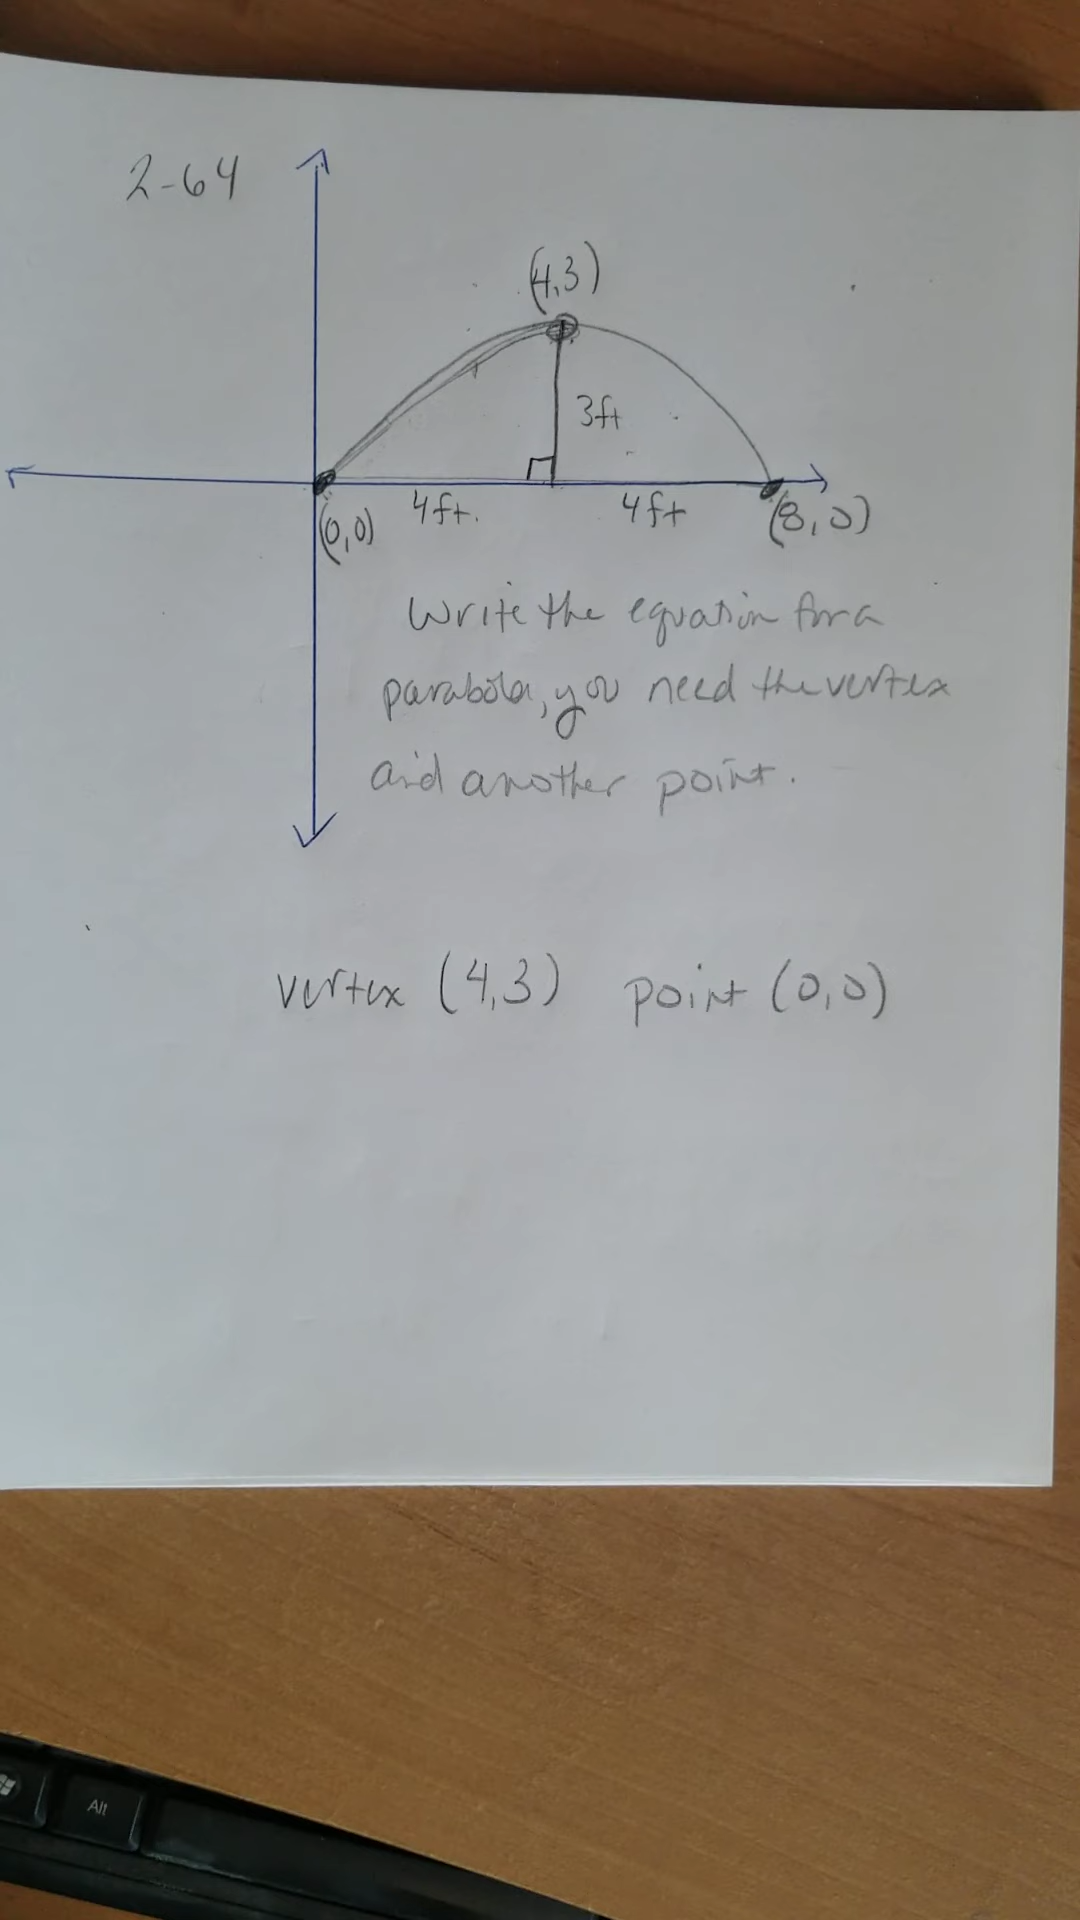 2-64
(4,3)
3ft
4ft.
4ft
(0,0)
(8,0)
Write the equation for a
parabola, you need the vertex
and another point.
vertex (4,3) point (0,0)
Alt